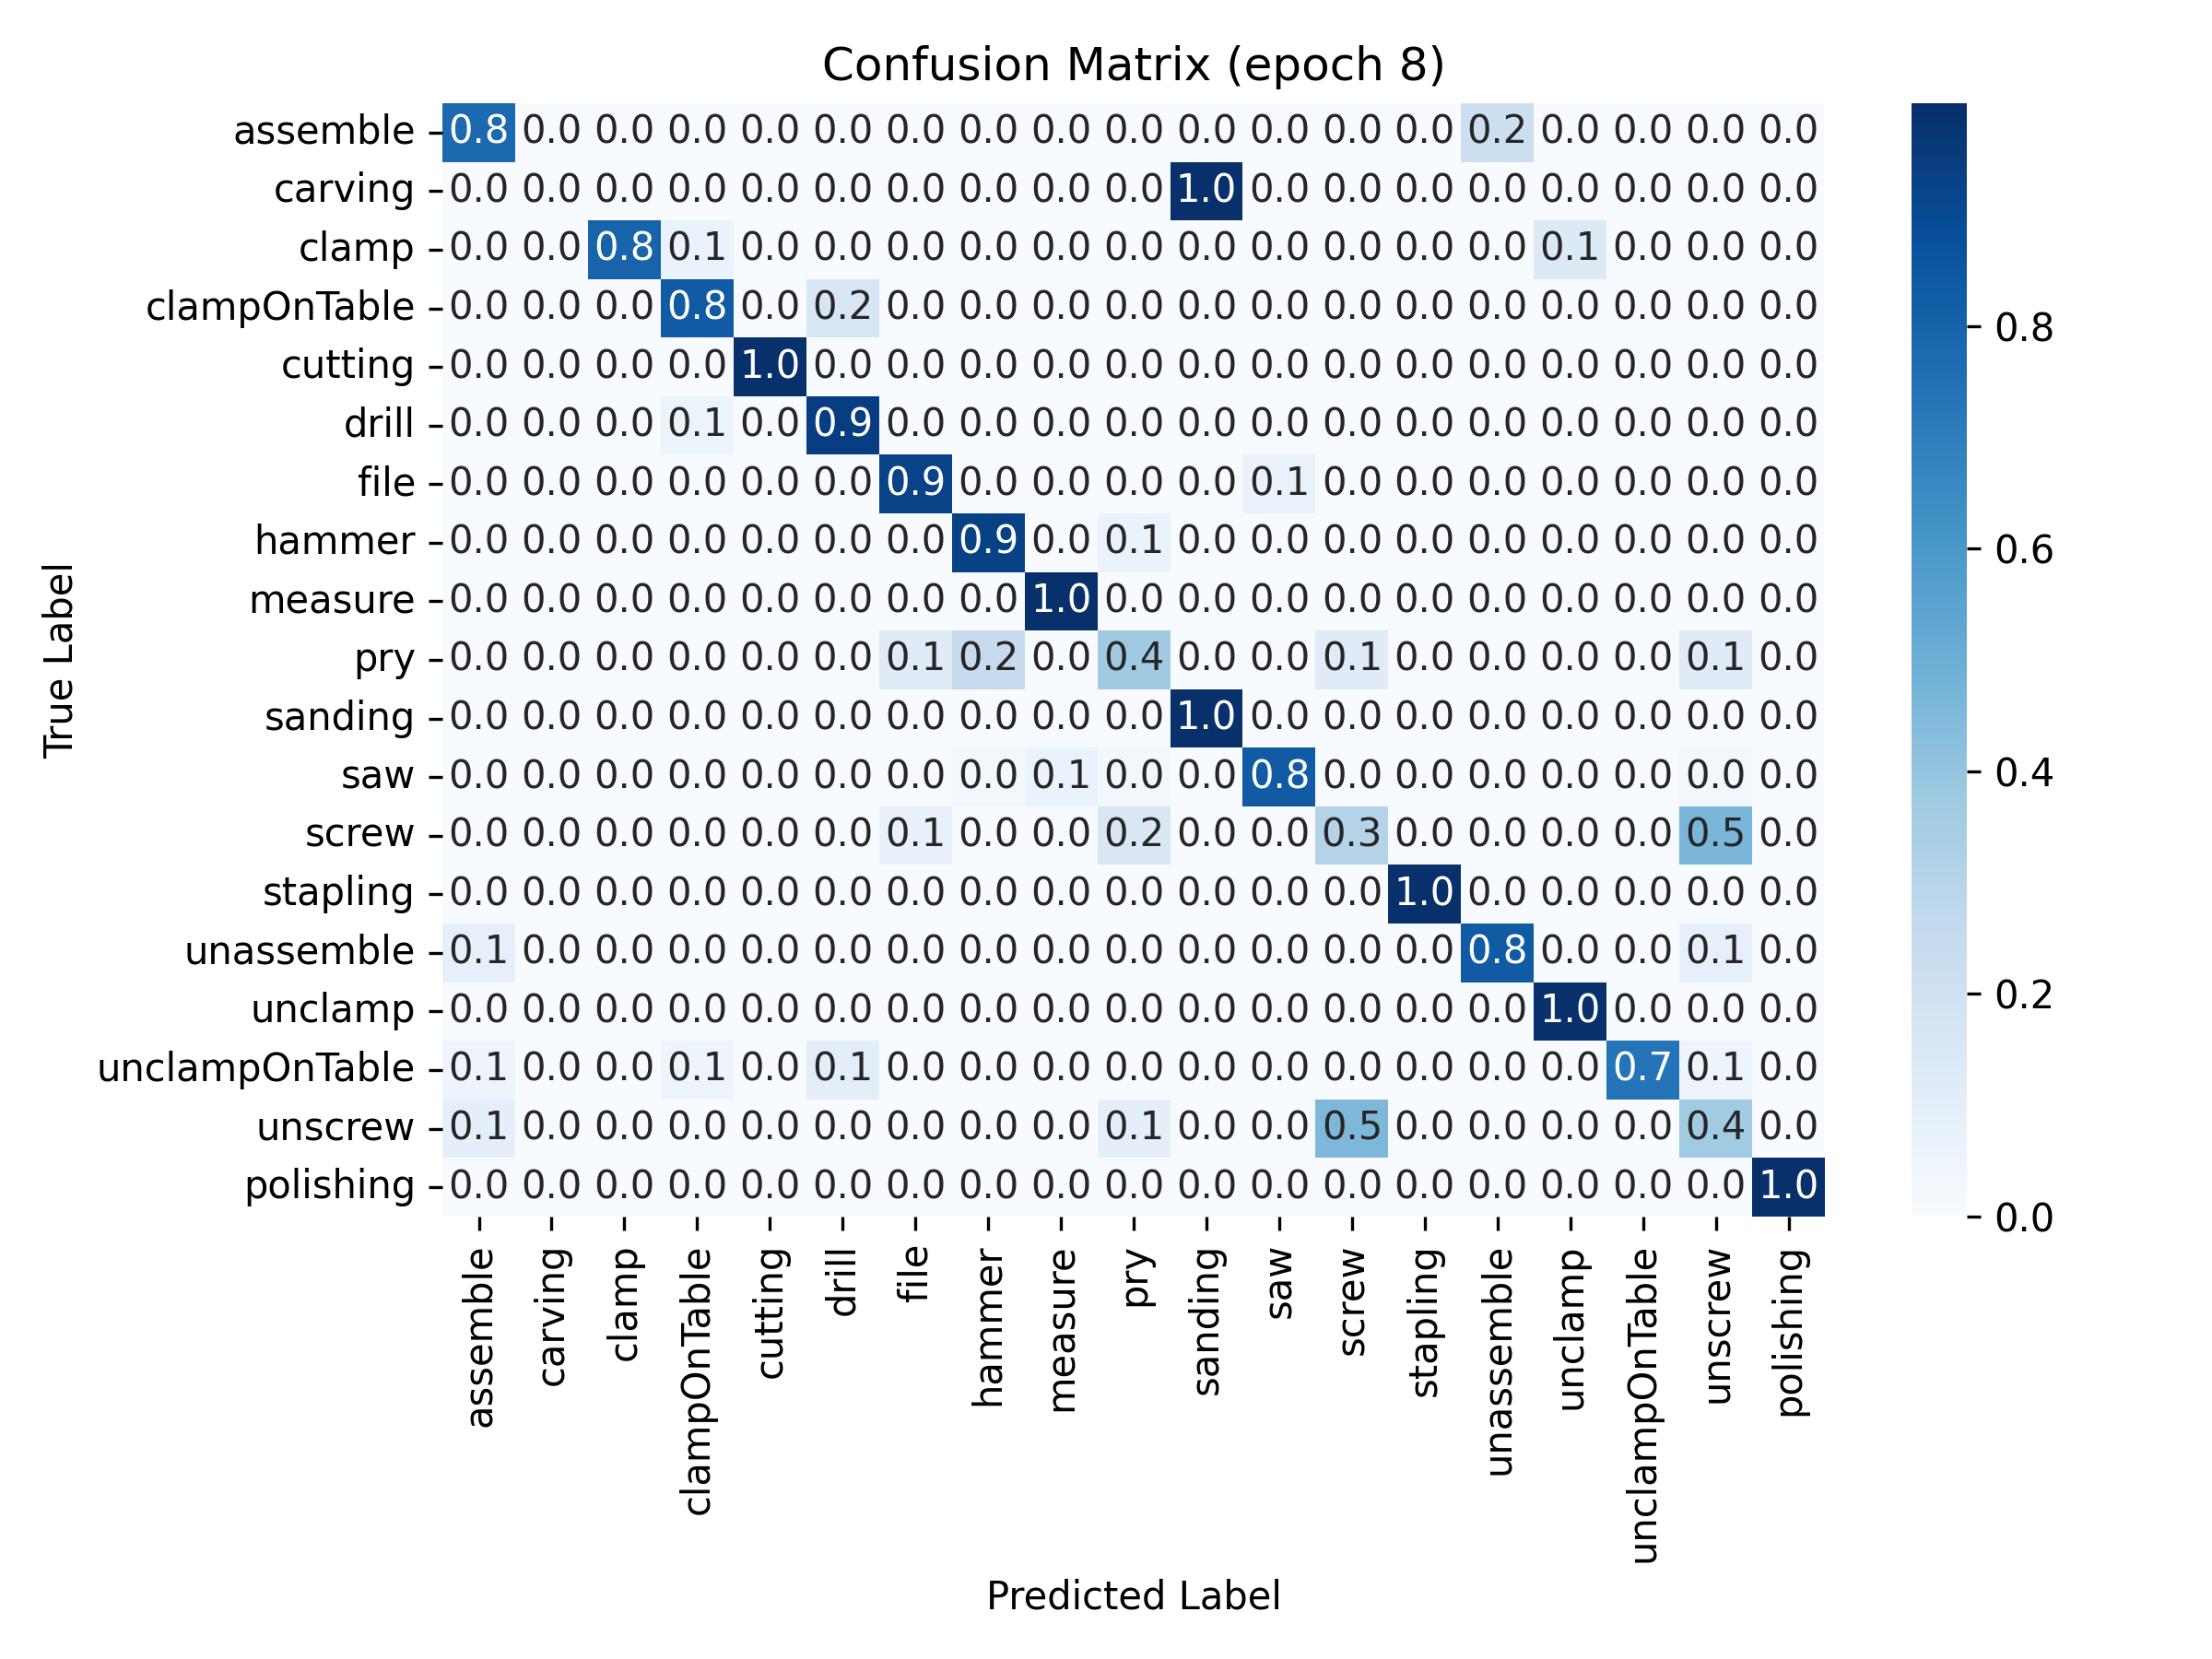 Confusion Matrix (epoch 8)
assemble 0.8 0.0 0.0 0.0 0.0 0.0 0.0 0.0 0.0 0.0 0.0 0.0 0.0 0.0 0.2 0.0 0.0 0.0 0.0
carving 0.0 0.0 0.0 0.0 0.0 0.0 0.0 0.0 0.0 0.0 1.0 0.0 0.0 0.0 0.0 0.0 0.0 0.0 0.0
clamp 0.0 0.0 0.8 0.1 0.0 0.0 0.0 0.0 0.0 0.0 0.0 0.0 0.0 0.0 0.0 0.1 0.0 0.0 0.0
clampOnTable 0.0 0.0 0.0 0.8 0.0 0.2 0.0 0.0 0.0 0.0 0.0 0.0 0.0 0.0 0.0 0.0 0.0 0.0 0.0
cutting 0.0 0.0 0.0 0.0 1.0 0.0 0.0 0.0 0.0 0.0 0.0 0.0 0.0 0.0 0.0 0.0 0.0 0.0 0.0
drill 0.0 0.0 0.0 0.1 0.0 0.9 0.0 0.0 0.0 0.0 0.0 0.0 0.0 0.0 0.0 0.0 0.0 0.0 0.0
file 0.0 0.0 0.0 0.0 0.0 0.0 0.9 0.0 0.0 0.0 0.0 0.1 0.0 0.0 0.0 0.0 0.0 0.0 0.0
hammer 0.0 0.0 0.0 0.0 0.0 0.0 0.0 0.9 0.0 0.1 0.0 0.0 0.0 0.0 0.0 0.0 0.0 0.0 0.0
measure 0.0 0.0 0.0 0.0 0.0 0.0 0.0 0.0 1.0 0.0 0.0 0.0 0.0 0.0 0.0 0.0 0.0 0.0 0.0
pry 0.0 0.0 0.0 0.0 0.0 0.0 0.1 0.2 0.0 0.4 0.0 0.0 0.1 0.0 0.0 0.0 0.0 0.1 0.0
sanding 0.0 0.0 0.0 0.0 0.0 0.0 0.0 0.0 0.0 0.0 1.0 0.0 0.0 0.0 0.0 0.0 0.0 0.0 0.0
saw 0.0 0.0 0.0 0.0 0.0 0.0 0.0 0.0 0.1 0.0 0.0 0.8 0.0 0.0 0.0 0.0 0.0 0.0 0.0
screw 0.0 0.0 0.0 0.0 0.0 0.0 0.1 0.0 0.0 0.2 0.0 0.0 0.3 0.0 0.0 0.0 0.0 0.5 0.0
stapling 0.0 0.0 0.0 0.0 0.0 0.0 0.0 0.0 0.0 0.0 0.0 0.0 0.0 1.0 0.0 0.0 0.0 0.0 0.0
unassemble 0.1 0.0 0.0 0.0 0.0 0.0 0.0 0.0 0.0 0.0 0.0 0.0 0.0 0.0 0.8 0.0 0.0 0.1 0.0
unclamp 0.0 0.0 0.0 0.0 0.0 0.0 0.0 0.0 0.0 0.0 0.0 0.0 0.0 0.0 0.0 1.0 0.0 0.0 0.0
unclampOnTable 0.1 0.0 0.0 0.1 0.0 0.1 0.0 0.0 0.0 0.0 0.0 0.0 0.0 0.0 0.0 0.0 0.7 0.1 0.0
unscrew 0.1 0.0 0.0 0.0 0.0 0.0 0.0 0.0 0.0 0.1 0.0 0.0 0.5 0.0 0.0 0.0 0.0 0.4 0.0
polishing 0.0 0.0 0.0 0.0 0.0 0.0 0.0 0.0 0.0 0.0 0.0 0.0 0.0 0.0 0.0 0.0 0.0 0.0 1.0
True Label
assemble
carving
clamp
clampOnTable
cutting
drill
file
hammer
measure
pry
sanding
saw
screw
stapling
unassemble
unclamp
unclampOnTable
unscrew
polishing
Predicted Label
0.8
0.6
0.4
0.2
0.0